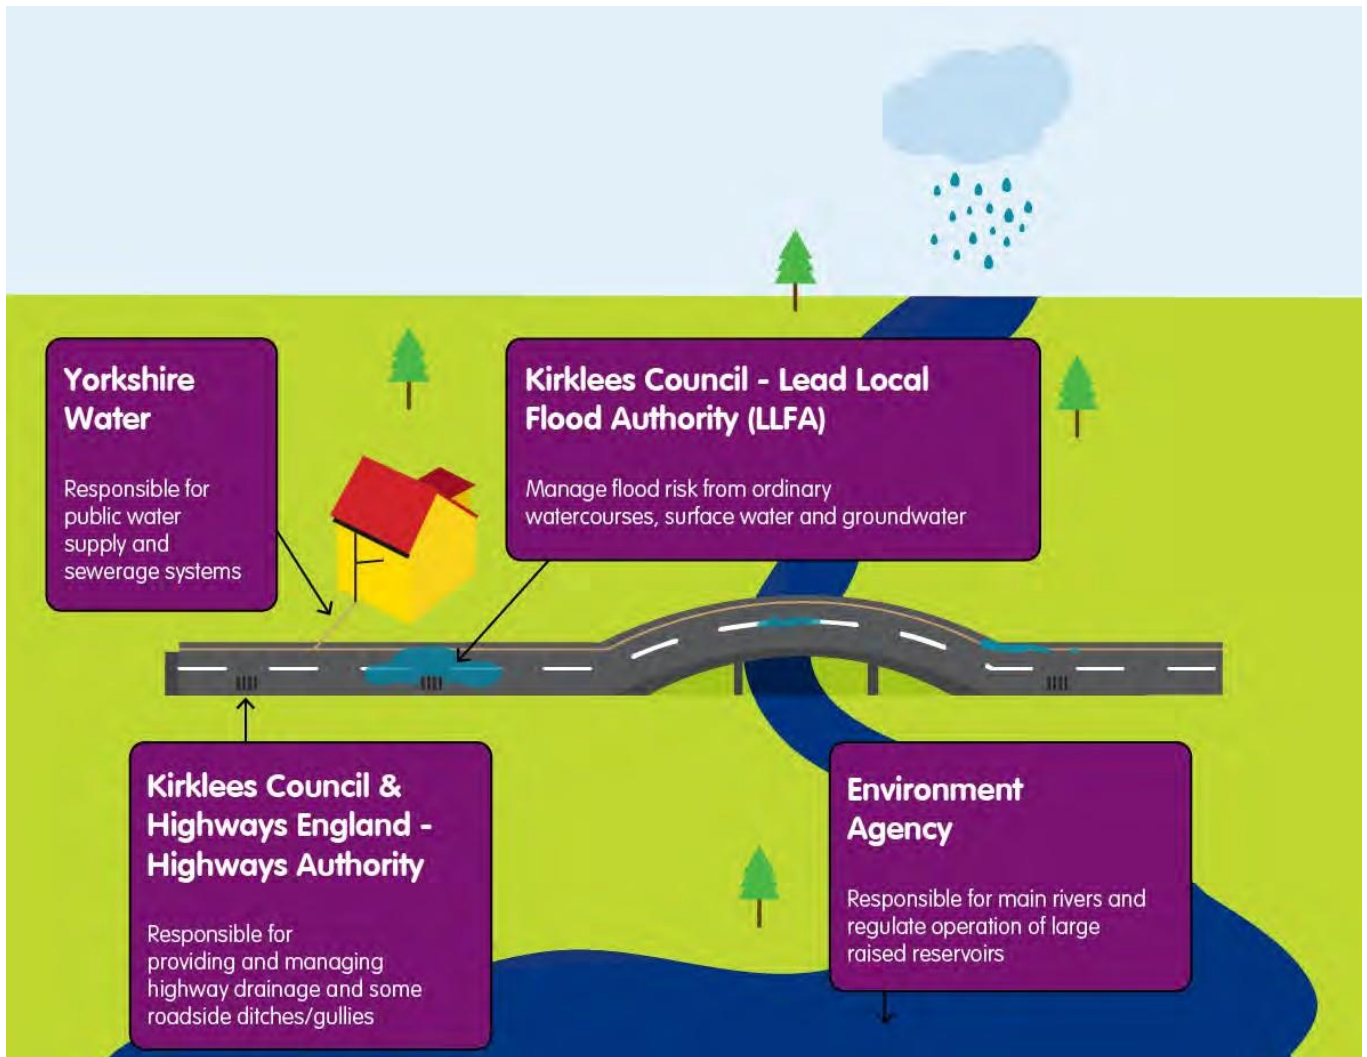 Yorkshire
Water
Responsible for
public water
supply and
sewerage systems
Kirklees Council - Lead Local
Flood Authority (LLFA)
Manage flood risk from ordinary
watercourses, surface water and groundwater
Kirklees Council &
Highways England -
Highways Authority
Responsible for
providing and managing
highway drainage and some
roadside ditches/gullies
Environment
Agency
Responsible for main rivers and
regulate operation of large
raised reservoirs